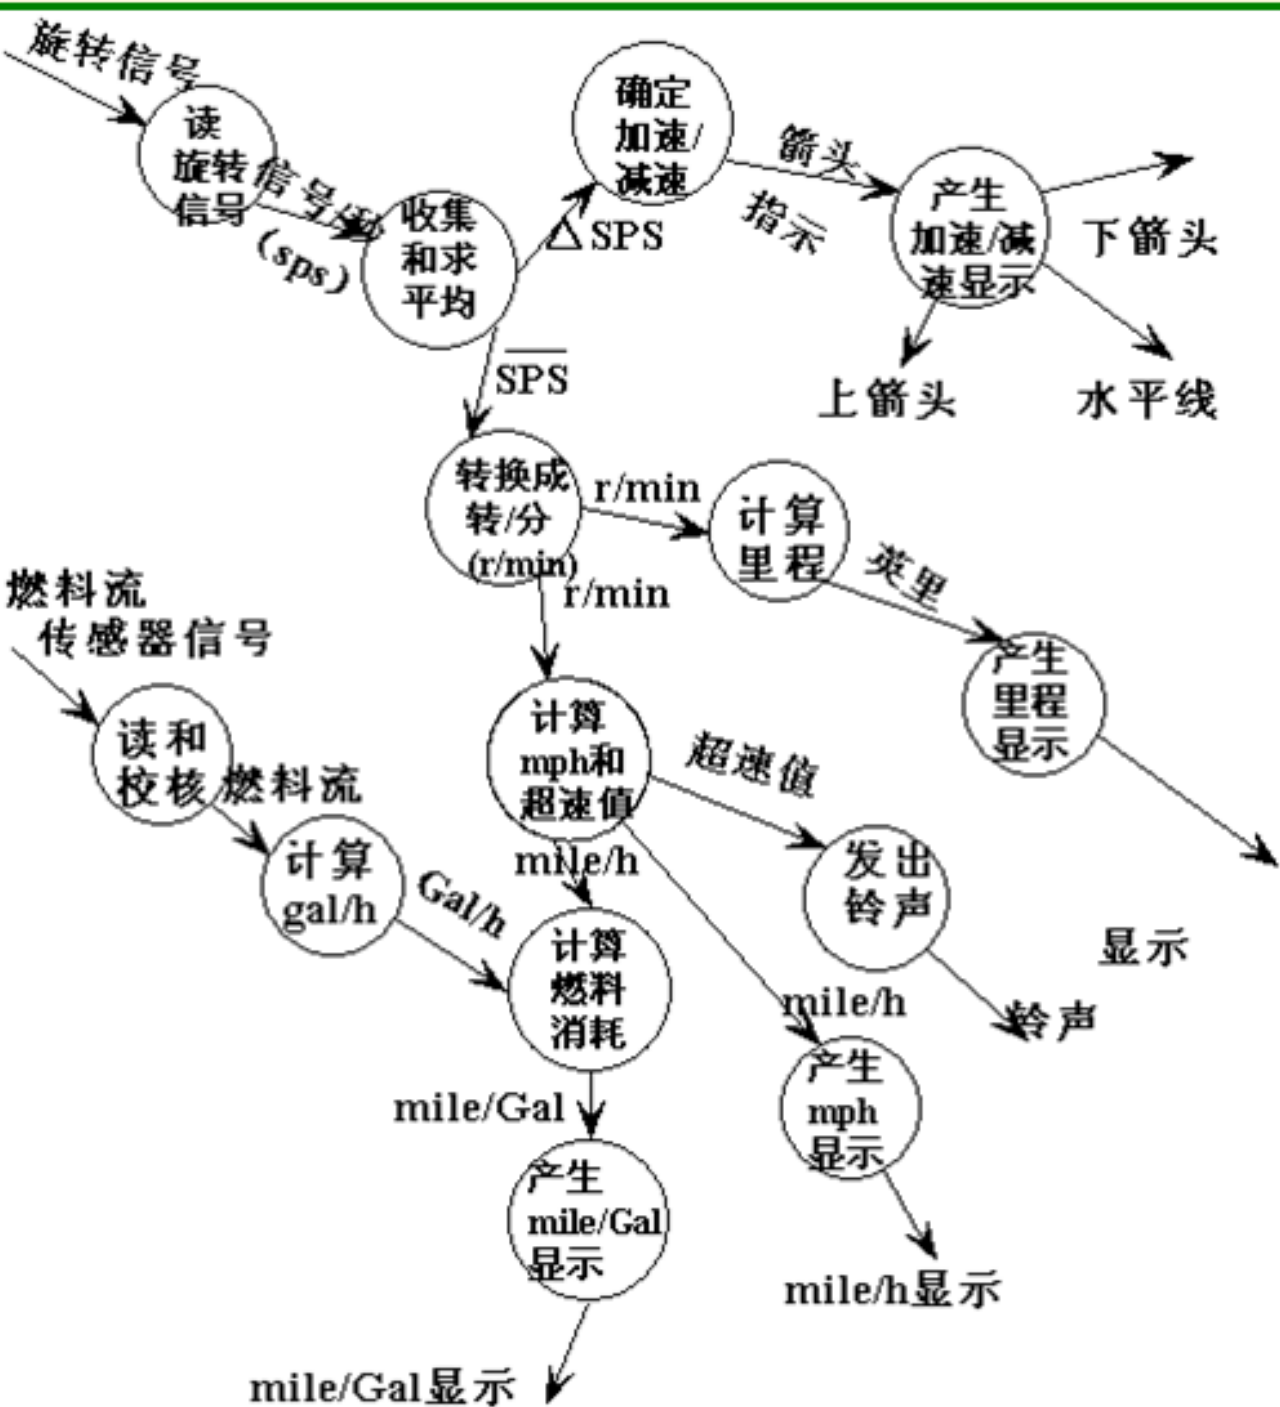 旋转信号
读
旋转
信号
信号/秒
(sps)
收集
和求
平均
△SPS
确定
加速/
减速
箭头
指示
产生
加速/减
速显示
下箭头
上箭头
水平线
SPS
转换成
转/分
(r/min)
r/min
计算
里程
英里
产生
里程
显示
显示
r/min
计算
mph和
超速值
超速值
发出
铃声
铃声
mile/h
产生
mph
显示
mile/h显示
燃料流
传感器信号
读和
校核
燃料流
计算
gal/h
Gal/h
mile/h
计算
燃料
消耗
mile/Gal
产生
mile/Gal
显示
mile/Gal显示